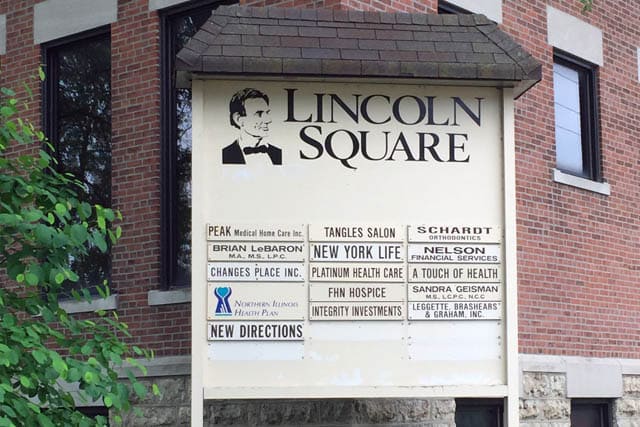 LINCOLN
SQUARE
PEAK Medical Home Care Inc.
BRIAN LeBARON
M.A., M.S., L.P.C.
CHANGES PLACE INC.
NORTHERN ILLINOIS
HEALTH PLAN
NEW DIRECTIONS
TANGLES SALON
NEW YORK LIFE
PLATINUM HEALTH CARE
FHN HOSPICE
INTEGRITY INVESTMENTS
SCHARDT
ORTHODONTICS
NELSON
FINANCIAL SERVICES
A TOUCH OF HEALTH
SANDRA GEISMAN
M.S., L.C.P.C., N.C.C
LEGGETTE, BRASHEARS
& GRAHAM, INC.